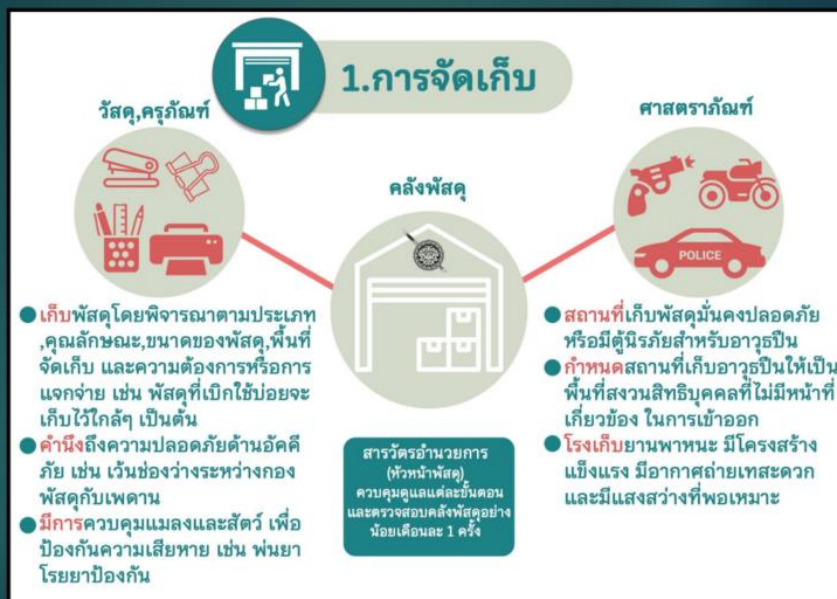 1.การจัดเก็บ
วัสดุ,ครุภัณฑ์
คลังพัสดุ
ศาสตราภัณฑ์
POLICE
เก็บพัสดุโดยพิจารณาตามประเภท
,คุณลักษณะ,ขนาดของพัสดุ,พื้นที่
จัดเก็บ และความต้องการหรือการ
แจกจ่าย เช่น พัสดุที่เบิกใช้บ่อยจะ
เก็บไว้ใกล้ๆ เป็นต้น
คำนึงถึงความปลอดภัยด้านอัคคี
ภัย เช่น เว้นช่องว่างระหว่างกอง
พัสดุกับเพดาน
มีการควบคุมแมลงและสัตว์ เพื่อ
ป้องกันความเสียหาย เช่น พ่นยา
โรยยาป้องกัน
สารวัตรอำนวยการ
(หัวหน้าพัสดุ)
ควบคุมดูแลแต่ละขั้นตอน
และตรวจสอบคลังพัสดุอย่าง
น้อยเดือนละ 1 ครั้ง
สถานที่เก็บพัสดุมั่นคงปลอดภัย
หรือมีตู้นิรภัยสำหรับอาวุธปืน
กำหนดสถานที่เก็บอาวุธปืนให้เป็น
พื้นที่สงวนสิทธิบุคคลที่ไม่มีหน้าที่
เกี่ยวข้อง ในการเข้าออก
โรงเก็บยานพาหนะ มีโครงสร้าง
แข็งแรง มีอากาศถ่ายเทสะดวก
และมีแสงสว่างที่พอเหมาะ